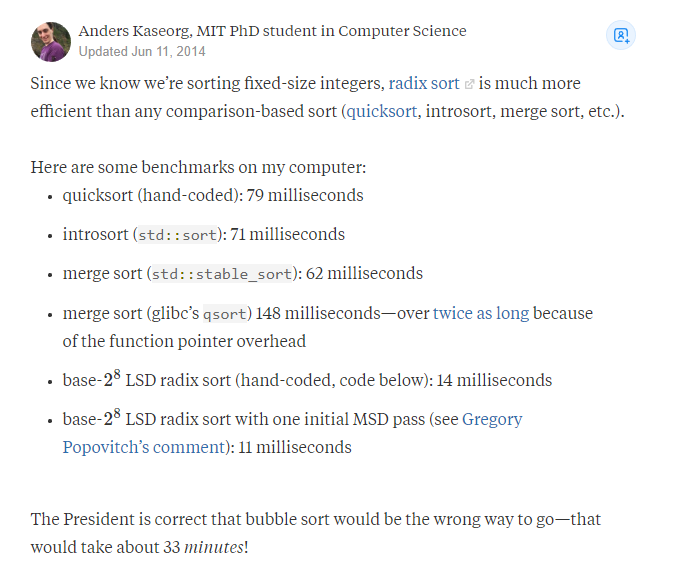 Anders Kaseorg, MIT PhD student in Computer Science
Updated Jun 11, 2014
Since we know we’re sorting fixed-size integers, radix sort is much more
efficient than any comparison-based sort (quicksort, introsort, merge sort, etc.).
Here are some benchmarks on my computer:
• quicksort (hand-coded): 79 milliseconds
• introsort (std::sort): 71 milliseconds
• merge sort (std::stable_sort): 62 milliseconds
• merge sort (glibc’s qsort) 148 milliseconds—over twice as long because
of the function pointer overhead
• base-2⁸ LSD radix sort (hand-coded, code below): 14 milliseconds
• base-2⁸ LSD radix sort with one initial MSD pass (see Gregory
Popovitch’s comment): 11 milliseconds
The President is correct that bubble sort would be the wrong way to go—that
would take about 33 minutes!